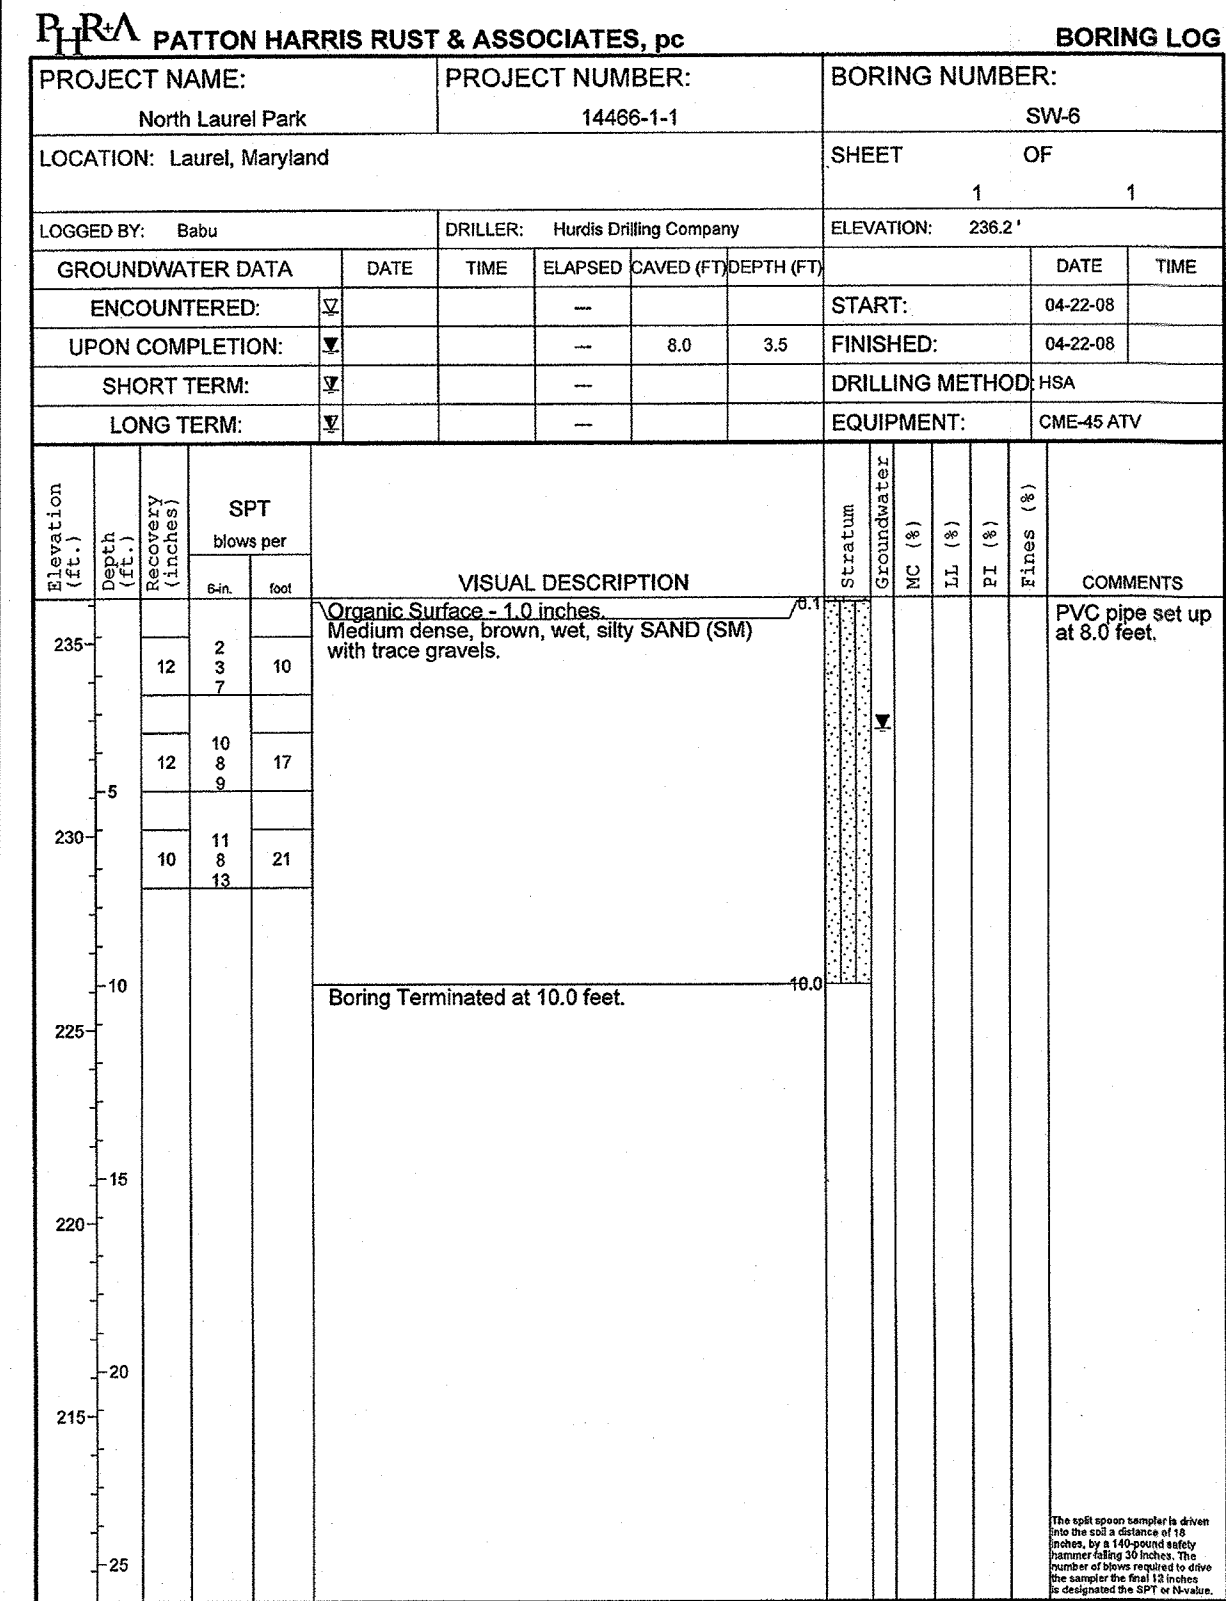 PHR+A PATTON HARRIS RUST & ASSOCIATES, pc BORING LOG
PROJECT NAME: PROJECT NUMBER: BORING NUMBER:
North Laurel Park 14466-1-1 SW-6
LOCATION: Laurel, Maryland SHEET OF
1 1
LOGGED BY: Babu DRILLER: Hurdis Drilling Company ELEVATION: 236.2 '
GROUNDWATER DATA DATE TIME ELAPSED CAVED (FT) DEPTH (FT) DATE TIME
ENCOUNTERED: — START: 04-22-08
UPON COMPLETION: — 8.0 3.5 FINISHED: 04-22-08
SHORT TERM: — DRILLING METHOD: HSA
LONG TERM: — EQUIPMENT: CME-45 ATV
Elevation (ft.)
Depth (ft.)
Recovery (inches)
SPT
blows per
6-in. foot
VISUAL DESCRIPTION
Stratum
Groundwater
MC (%)
LL (%)
PI (%)
Fines (%)
COMMENTS
Organic Surface - 1.0 inches. 0.1 PVC pipe set up
Medium dense, brown, wet, silty SAND (SM) at 8.0 feet.
with trace gravels.
235
2
12 3 10
7
10
12 8 17
9
5
230
11
10 8 21
13
10
10.0
Boring Terminated at 10.0 feet.
225
15
220
20
215
25
The split spoon sampler is driven
into the soil a distance of 18
inches, by a 140-pound safety
hammer falling 30 inches. The
number of blows required to drive
the sampler the final 12 inches
is designated the SPT or N-value.